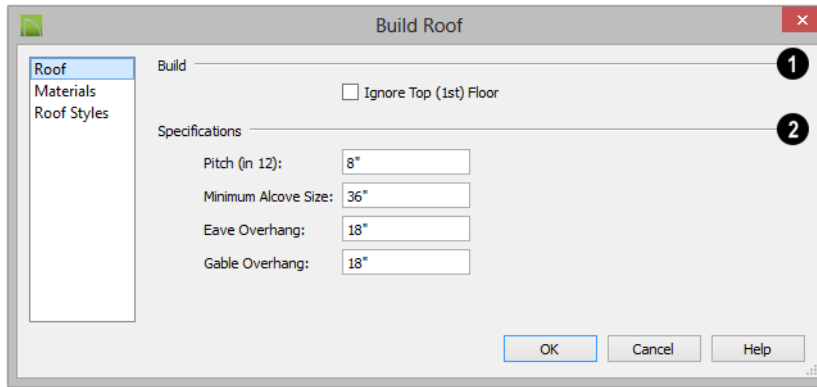 Build Roof
Roof
Materials
Roof Styles
Build
1
Ignore Top (1st) Floor
Specifications
2
Pitch (in 12): 8"
Minimum Alcove Size: 36"
Eave Overhang: 18"
Gable Overhang: 18"
OK Cancel Help